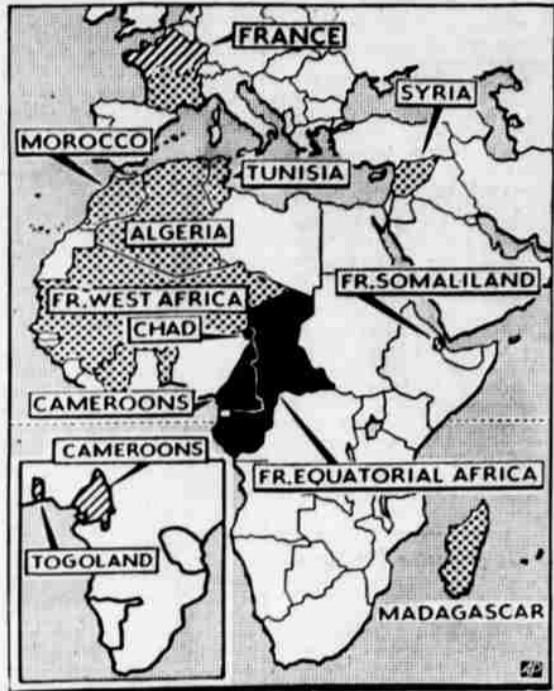 FRANCE
SYRIA
MOROCCO
TUNISIA
ALGERIA
FR. WEST AFRICA
FR. SOMALILAND
CHAD
CAMEROONS
CAMEROONS
FR. EQUATORIAL AFRICA
TOGOLAND
MADAGASCAR
AP